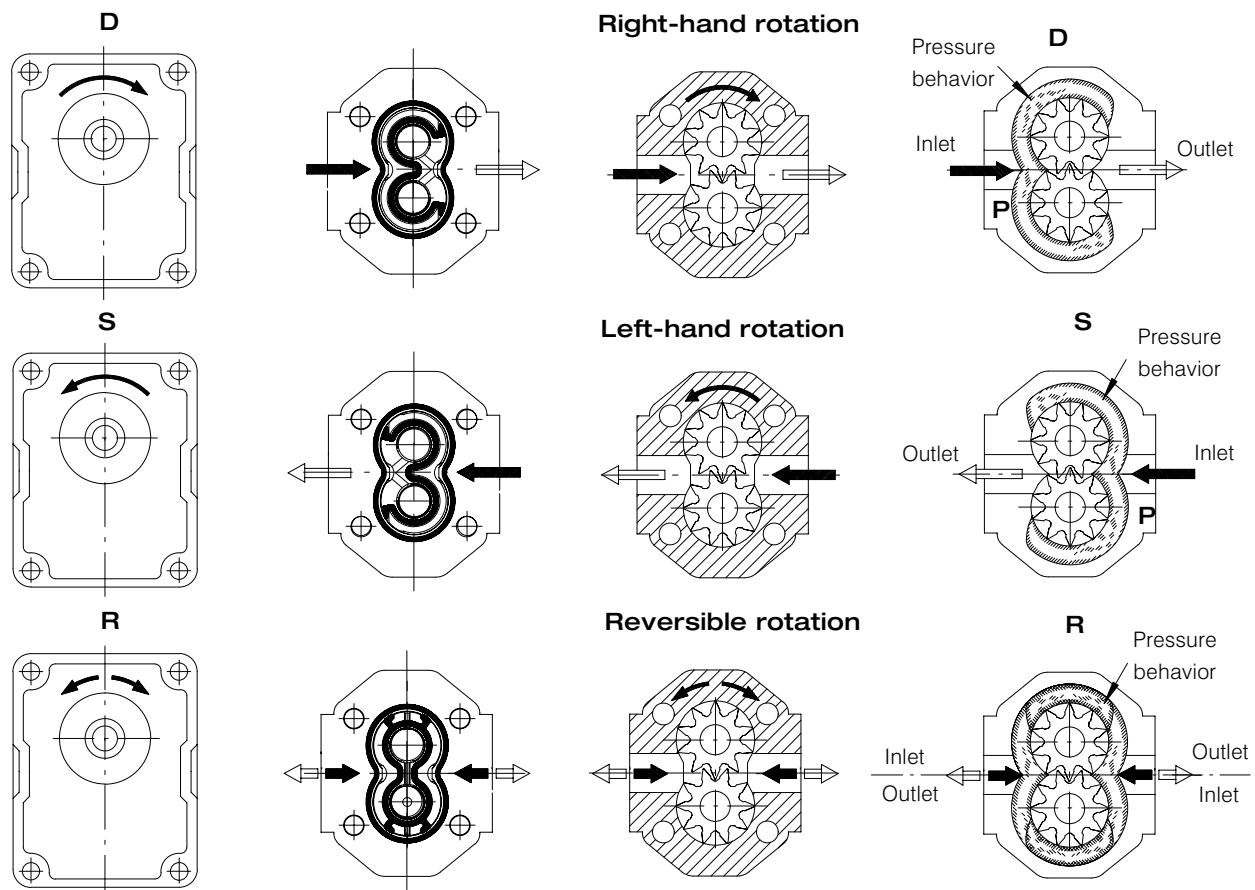 D
Right-hand rotation
D
Pressure
behavior
Inlet
Outlet
P
S
Left-hand rotation
S
Pressure
behavior
Outlet
Inlet
P
R
Reversible rotation
R
Pressure
behavior
Inlet
Outlet
Outlet
Inlet